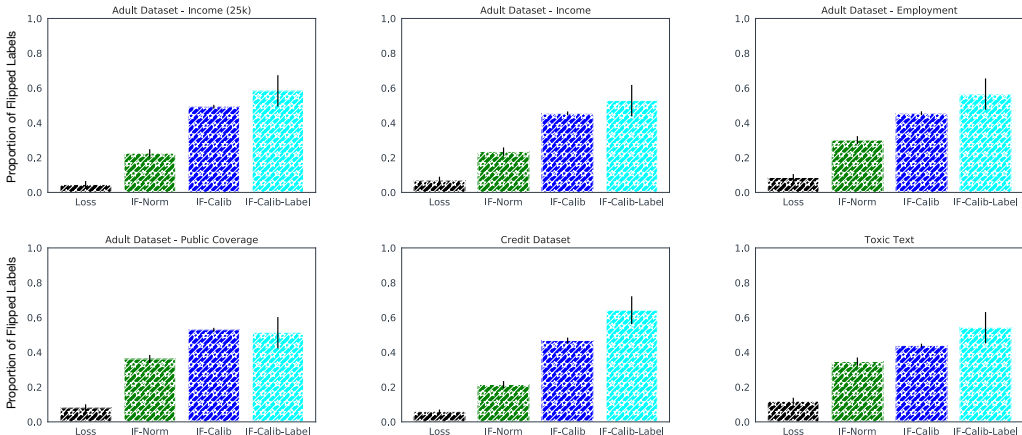 Adult Dataset - Income (25k)
Proportion of Flipped Labels
1.0
0.8
0.6
0.4
0.2
0.0
Loss
IF-Norm
IF-Calib
IF-Calib-Label
Adult Dataset - Income
1.0
0.8
0.6
0.4
0.2
0.0
Loss
IF-Norm
IF-Calib
IF-Calib-Label
Adult Dataset - Employment
1.0
0.8
0.6
0.4
0.2
0.0
Loss
IF-Norm
IF-Calib
IF-Calib-Label
Adult Dataset - Public Coverage
Proportion of Flipped Labels
1.0
0.8
0.6
0.4
0.2
0.0
Loss
IF-Norm
IF-Calib
IF-Calib-Label
Credit Dataset
1.0
0.8
0.6
0.4
0.2
0.0
Loss
IF-Norm
IF-Calib
IF-Calib-Label
Toxic Text
1.0
0.8
0.6
0.4
0.2
0.0
Loss
IF-Norm
IF-Calib
IF-Calib-Label